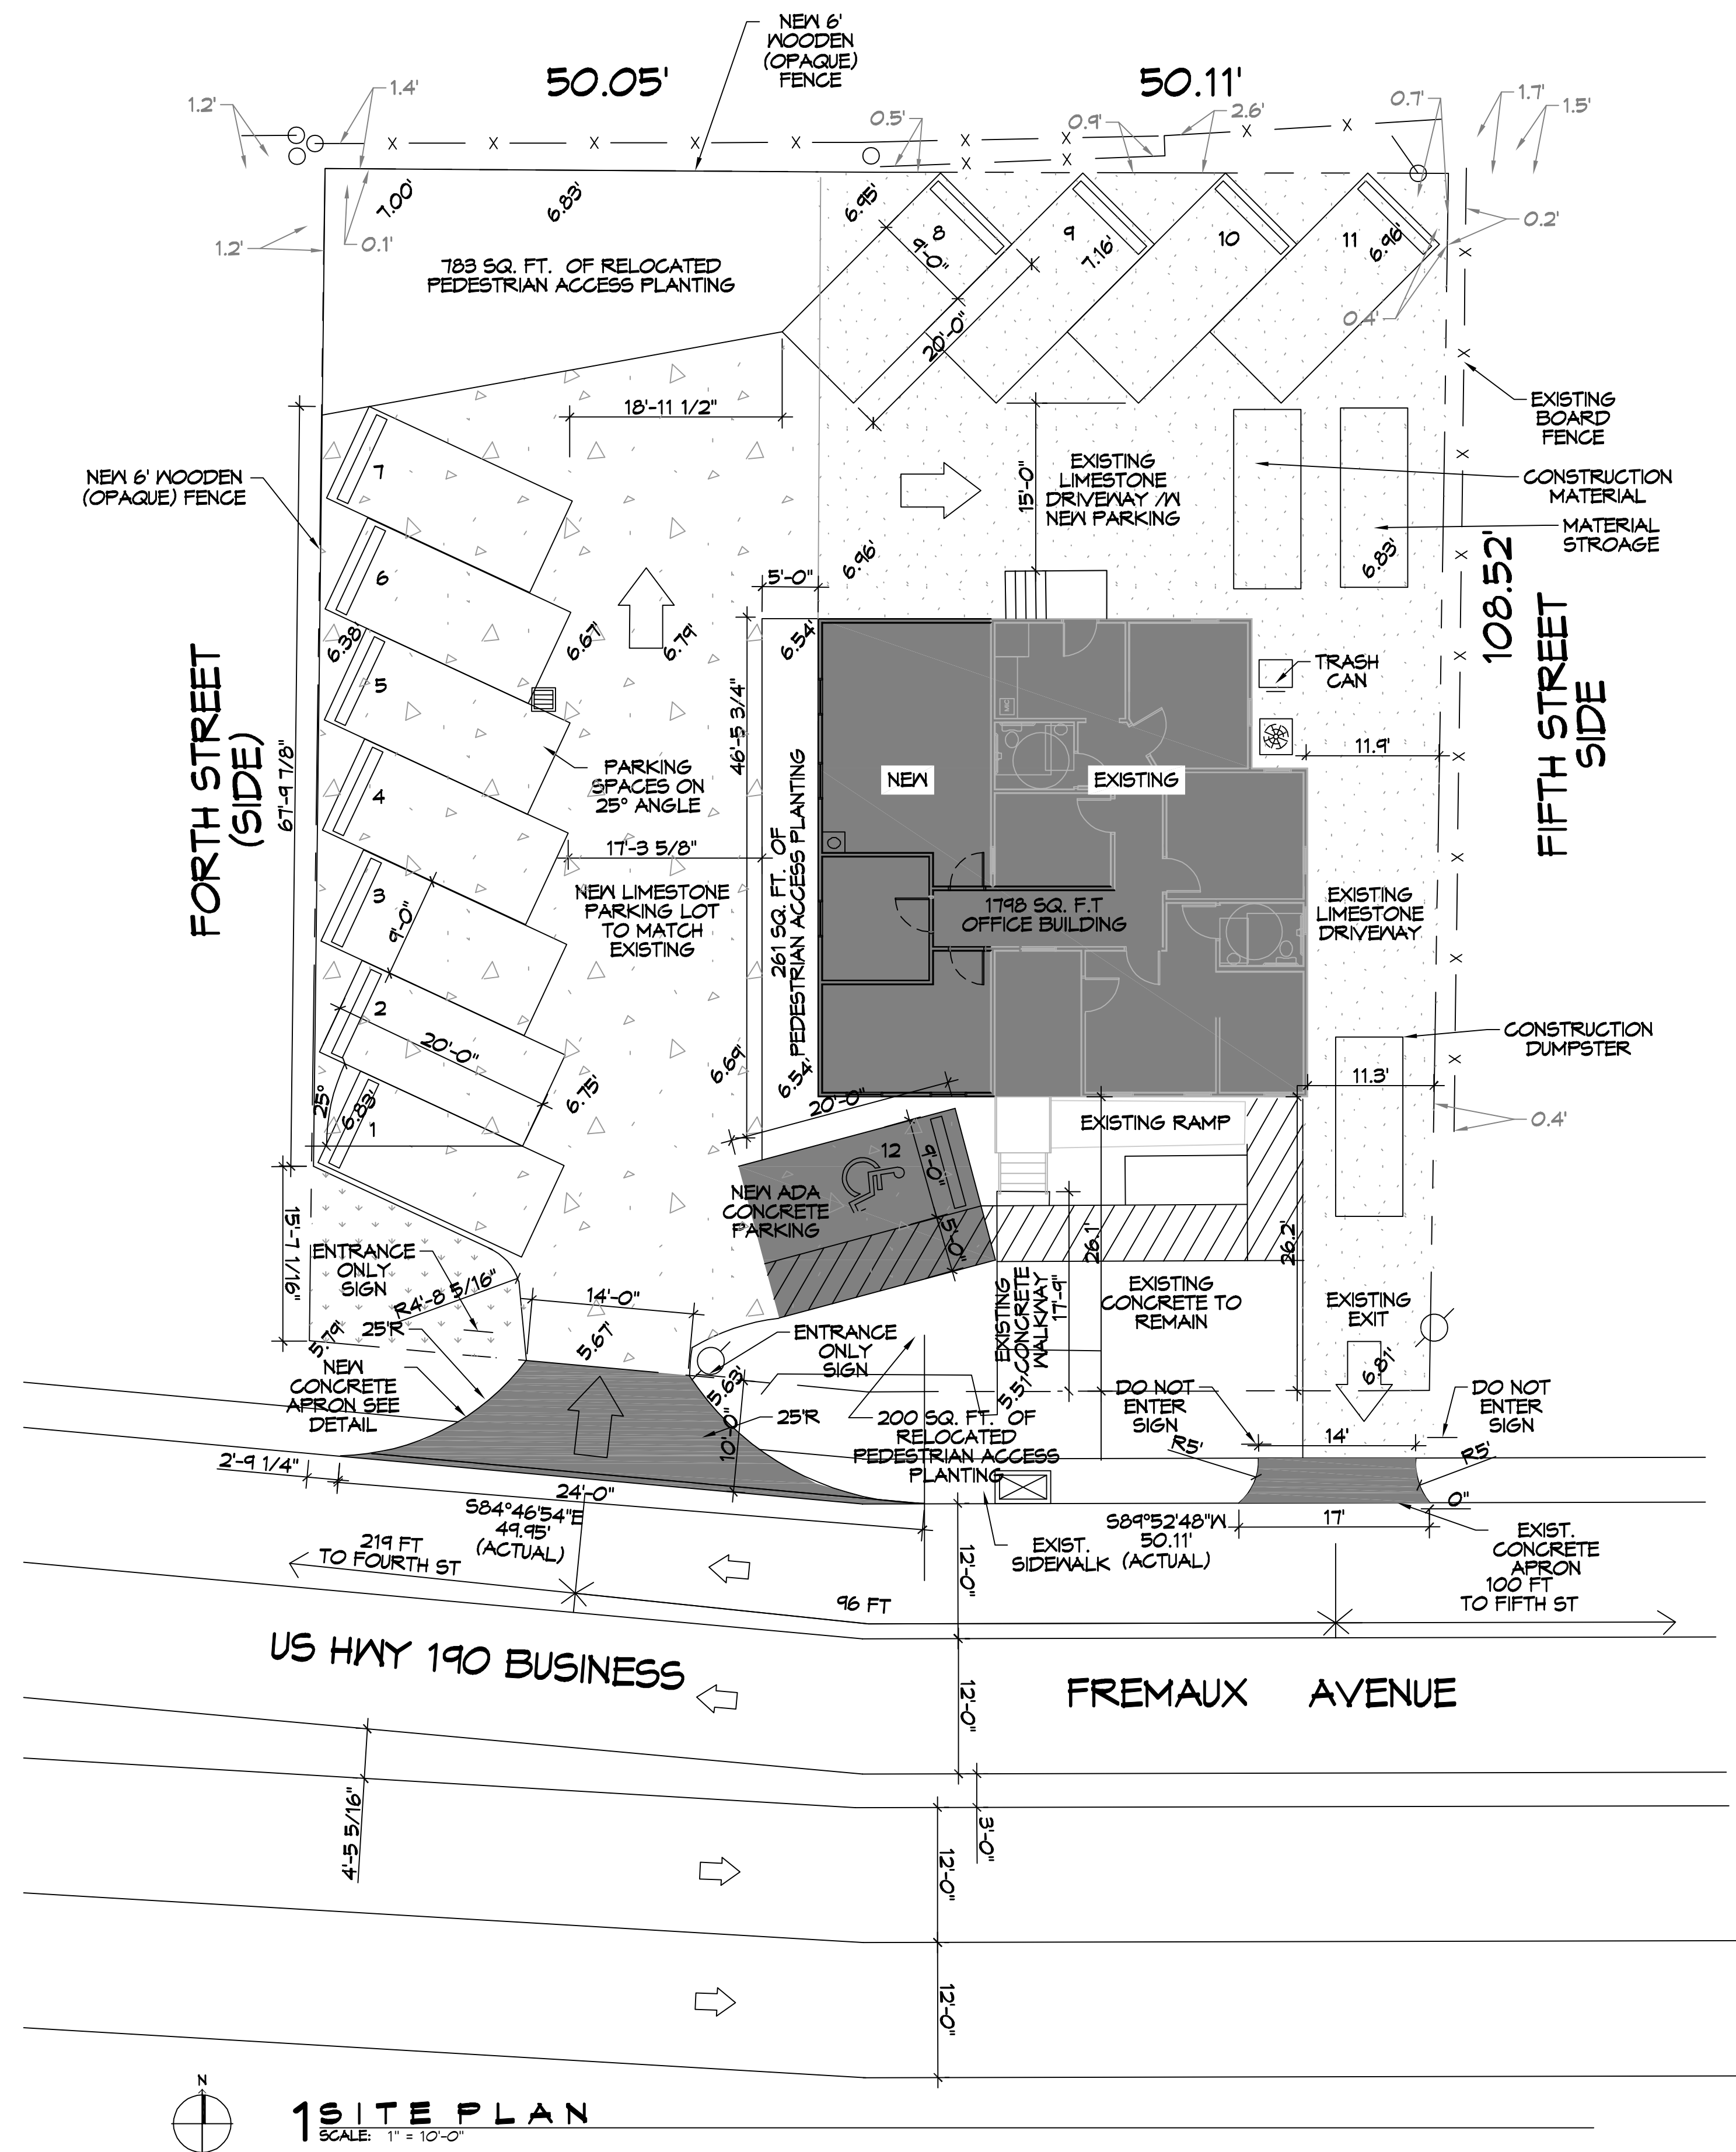 NEW 6'
WOODEN
(OPAQUE)
FENCE
50.05'
50.11'
1.2'
1.4'
0.5'
0.9'
2.6'
0.7'
1.7'
1.5'
7.00'
6.83'
6.95'
1.2'
0.1'
0.2'
783 SQ. FT. OF RELOCATED
PEDESTRIAN ACCESS PLANTING
8
9
10
11
9'-0"
7.16'
6.96'
20'-0"
0.4'
18'-11 1/2"
EXISTING
BOARD
FENCE
NEW 6' WOODEN
(OPAQUE) FENCE
7
15'-0"
EXISTING
LIMESTONE
DRIVEWAY /W
NEW PARKING
CONSTRUCTION
MATERIAL
MATERIAL
STROAGE
6.83'
108.52'
6
5'-0"
6.96'
FORTH STREET
(SIDE)
FIFTH STREET
SIDE
6.38'
6.67'
6.79'
6.54'
TRASH
CAN
5
46'-5 3/4"
67'-9 7/8"
NEW
EXISTING
11.9'
PARKING
SPACES ON
25° ANGLE
4
17'-3 5/8"
261 SQ. FT. OF
PEDESTRIAN ACCESS PLANTING
3
9'-0"
NEW LIMESTONE
PARKING LOT
TO MATCH
EXISTING
1798 SQ. F.T
OFFICE BUILDING
EXISTING
LIMESTONE
DRIVEWAY
2
20'-0"
6.75'
6.69'
6.54'
CONSTRUCTION
DUMPSTER
11.3'
25°
6.83'
1
20'-0"
EXISTING RAMP
0.4'
12
9'-0"
NEW ADA
CONCRETE
PARKING
5'-0"
26.1'
26.2'
15'-7 1/16"
ENTRANCE
ONLY
SIGN
R4'-8 5/16"
25'R
14'-0"
5.79'
5.67'
EXISTING
CONCRETE
WALKWAY
17'-9"
EXISTING
CONCRETE TO
REMAIN
EXISTING
EXIT
6.81'
ENTRANCE
ONLY
SIGN
NEW
CONCRETE
APRON SEE
DETAIL
5.63'
5.51'
10'-0"
25'R
200 SQ. FT. OF
RELOCATED
PEDESTRIAN ACCESS
PLANTING
DO NOT
ENTER
SIGN
DO NOT
ENTER
SIGN
14'
R5'
R5'
2'-9 1/4"
24'-0"
0"
17'
S84°46'54"E
49.95'
(ACTUAL)
S89°52'48"W
50.11'
(ACTUAL)
EXIST.
SIDEWALK
EXIST.
CONCRETE
APRON
219 FT
TO FOURTH ST
12'-0"
96 FT
100 FT
TO FIFTH ST
US HWY 190 BUSINESS
FREMAUX AVENUE
12'-0"
4'-5 5/16"
3'-0"
12'-0"
12'-0"
N
1 SITE PLAN
SCALE: 1" = 10'-0"